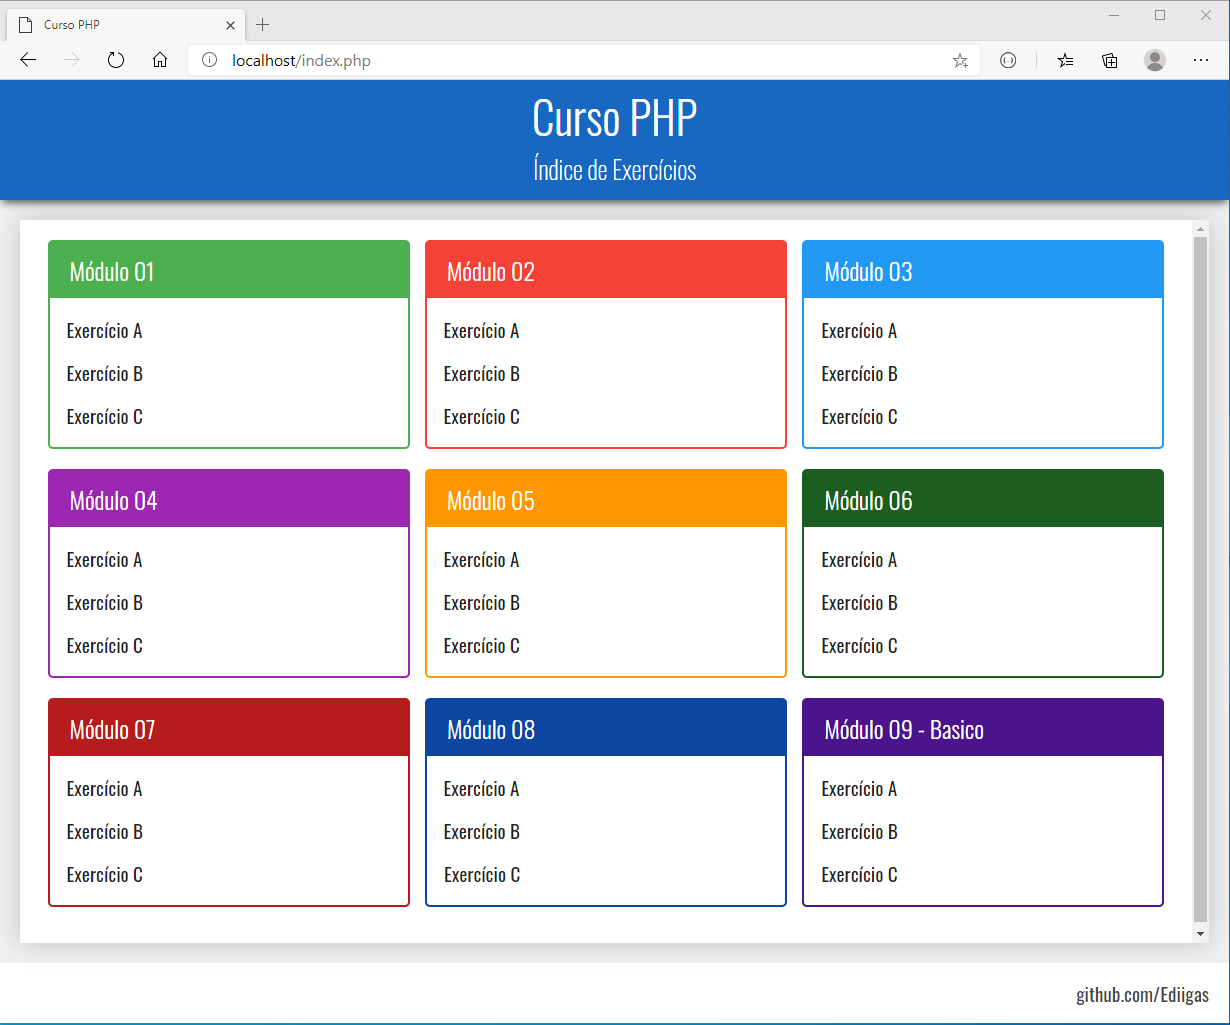 Curso PHP
localhost/index.php
Curso PHP
Índice de Exercícios
Módulo 01
Exercício A
Exercício B
Exercício C
Módulo 02
Exercício A
Exercício B
Exercício C
Módulo 03
Exercício A
Exercício B
Exercício C
Módulo 04
Exercício A
Exercício B
Exercício C
Módulo 05
Exercício A
Exercício B
Exercício C
Módulo 06
Exercício A
Exercício B
Exercício C
Módulo 07
Exercício A
Exercício B
Exercício C
Módulo 08
Exercício A
Exercício B
Exercício C
Módulo 09 - Basico
Exercício A
Exercício B
Exercício C
github.com/Ediigas